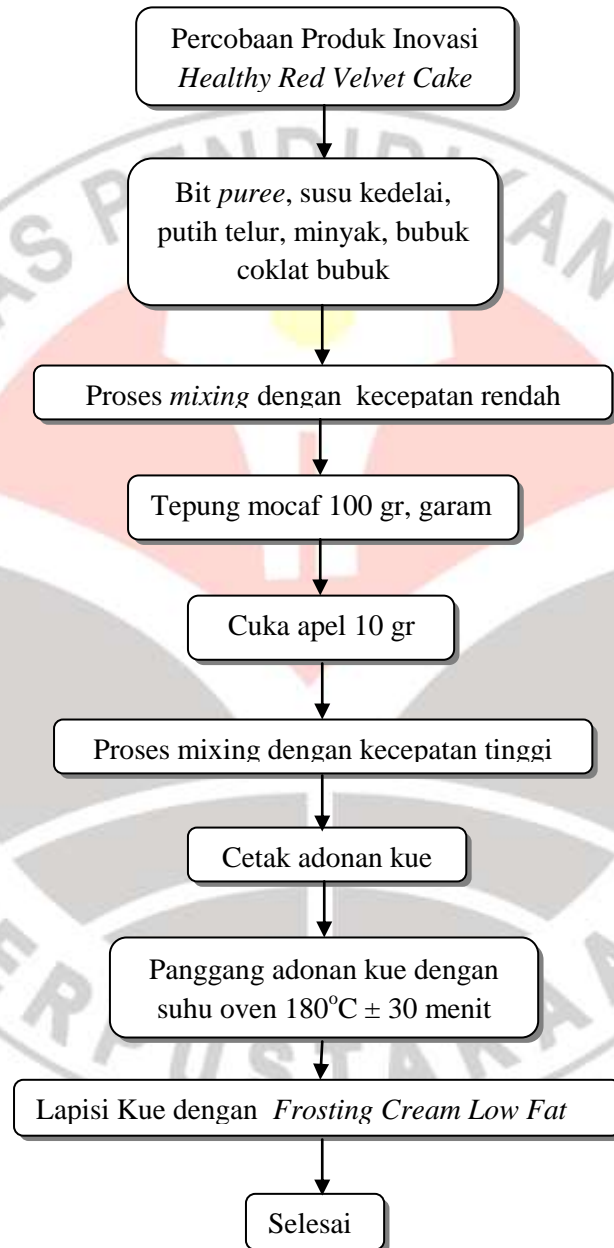 Percobaan Produk Inovasi
Healthy Red Velvet Cake
Bit puree, susu kedelai,
putih telur, minyak, bubuk
coklat bubuk
Proses mixing dengan kecepatan rendah
Tepung mocaf 100 gr, garam
Cuka apel 10 gr
Proses mixing dengan kecepatan tinggi
Cetak adonan kue
Panggang adonan kue dengan
suhu oven 180°C ± 30 menit
Lapisi Kue dengan Frosting Cream Low Fat
Selesai